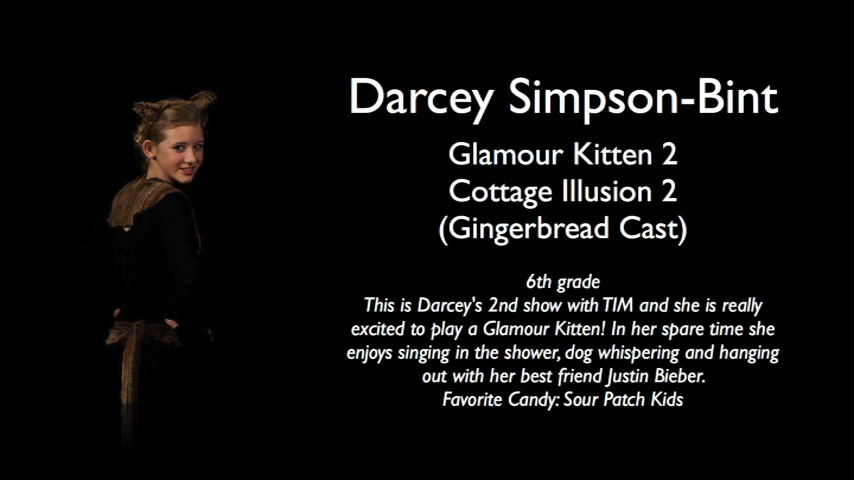 Darcey Simpson-Bint
Glamour Kitten 2
Cottage Illusion 2
(Gingerbread Cast)
6th grade
This is Darcey's 2nd show with TIM and she is really
excited to play a Glamour Kitten! In her spare time she
enjoys singing in the shower, dog whispering and hanging
out with her best friend Justin Bieber.
Favorite Candy: Sour Patch Kids